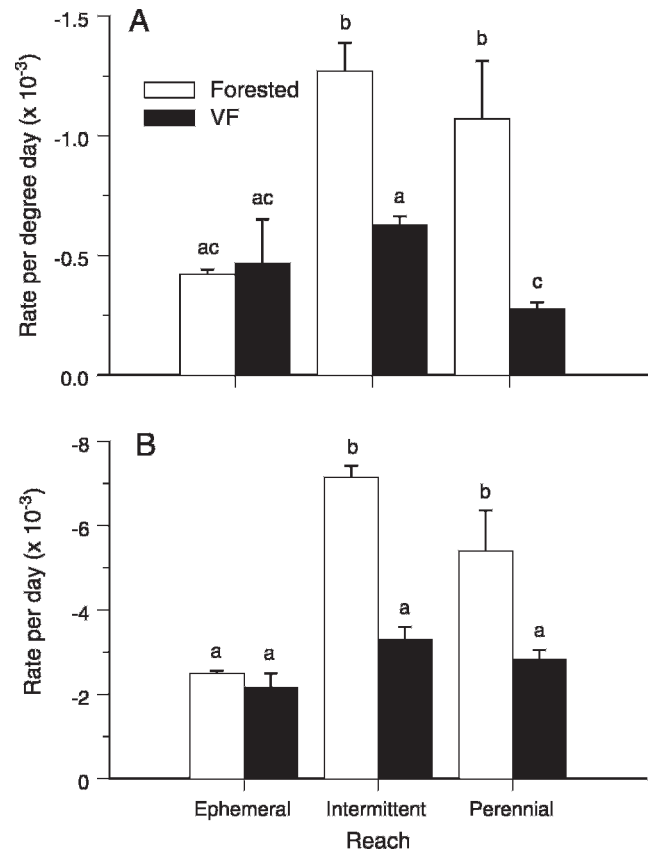 A
Rate per degree day (x 10-3)
-1.5
-1.0
-0.5
0.0
Forested
VF
ac
ac
b
a
b
c
B
Rate per day (x 10-3)
-8
-6
-4
-2
0
a
a
b
a
b
a
Ephemeral Intermittent Perennial
Reach